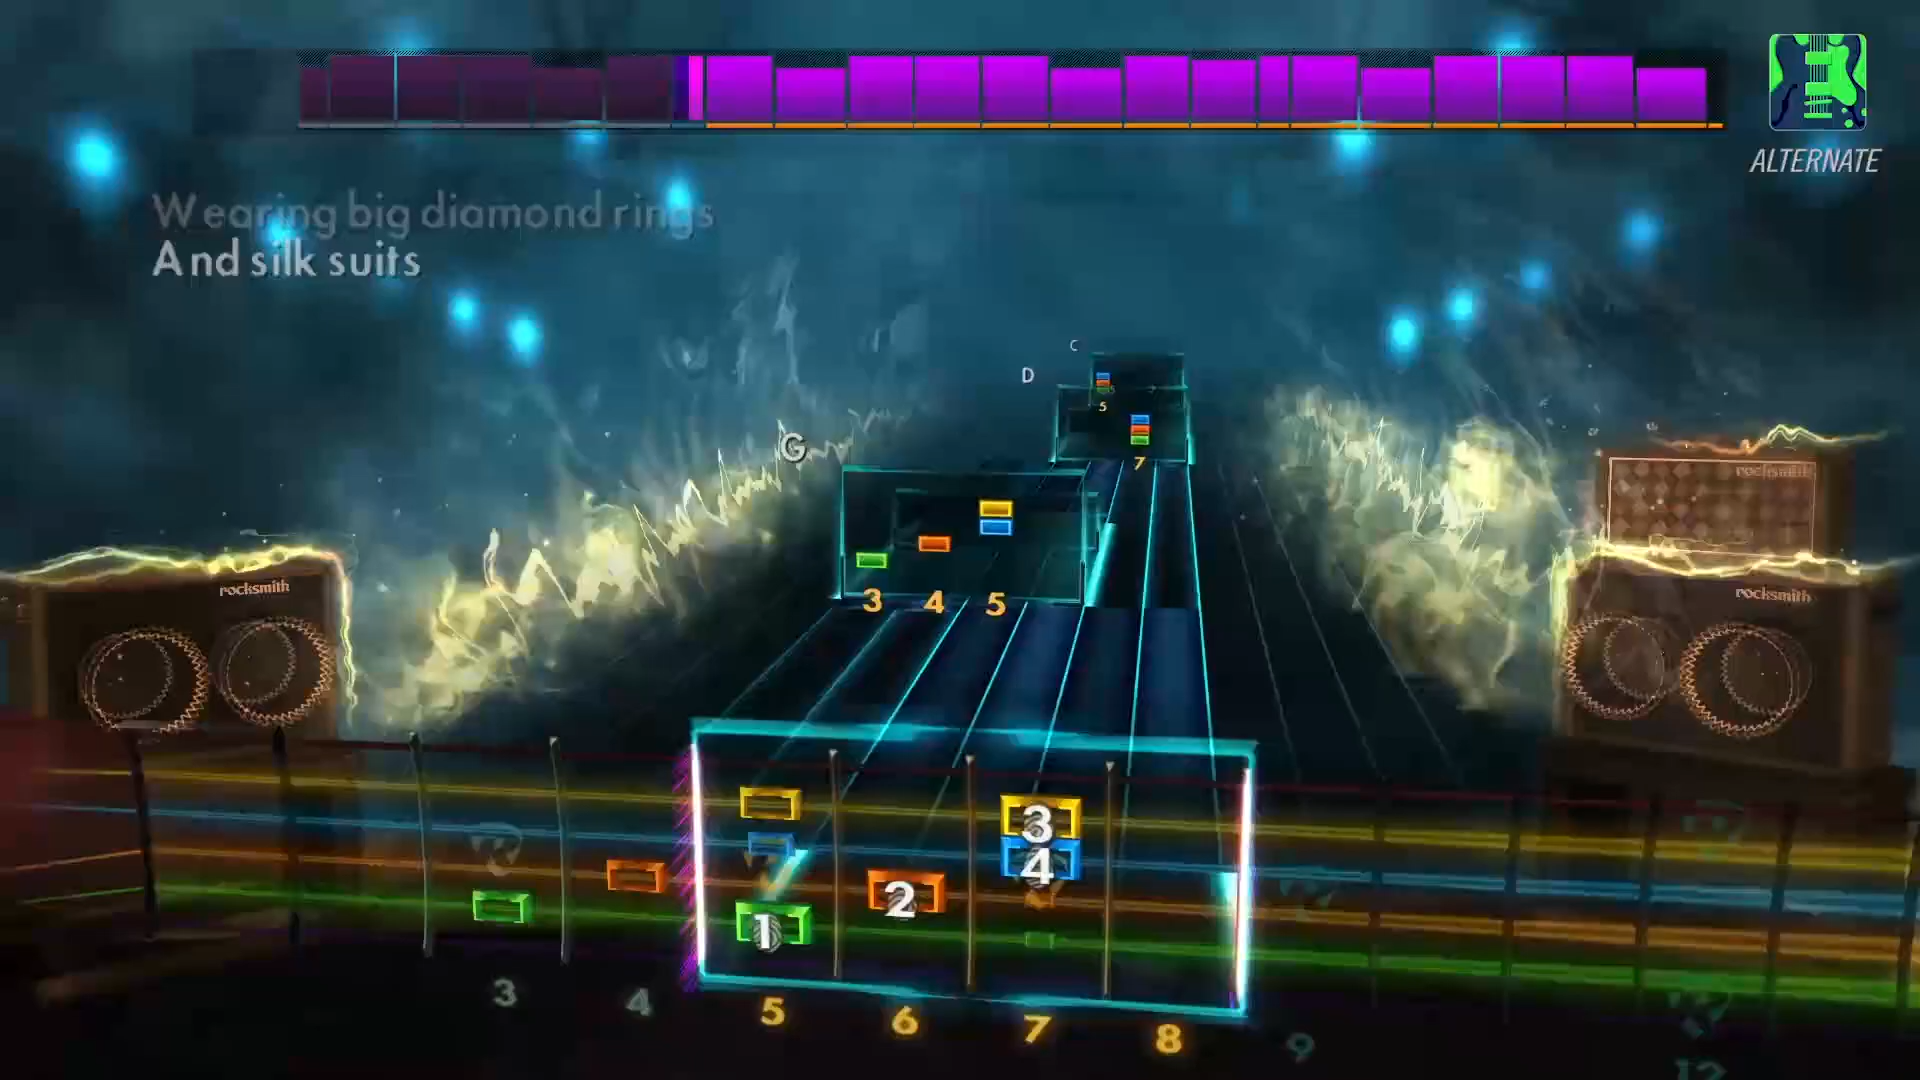 ALTERNATE
Wearing big diamond rings
And silk suits
C
D
5
G
7
rocksmith
rocksmith
rocksmith
3 4 5
3
4
2
1
3 4 5 6 7 8 9
12